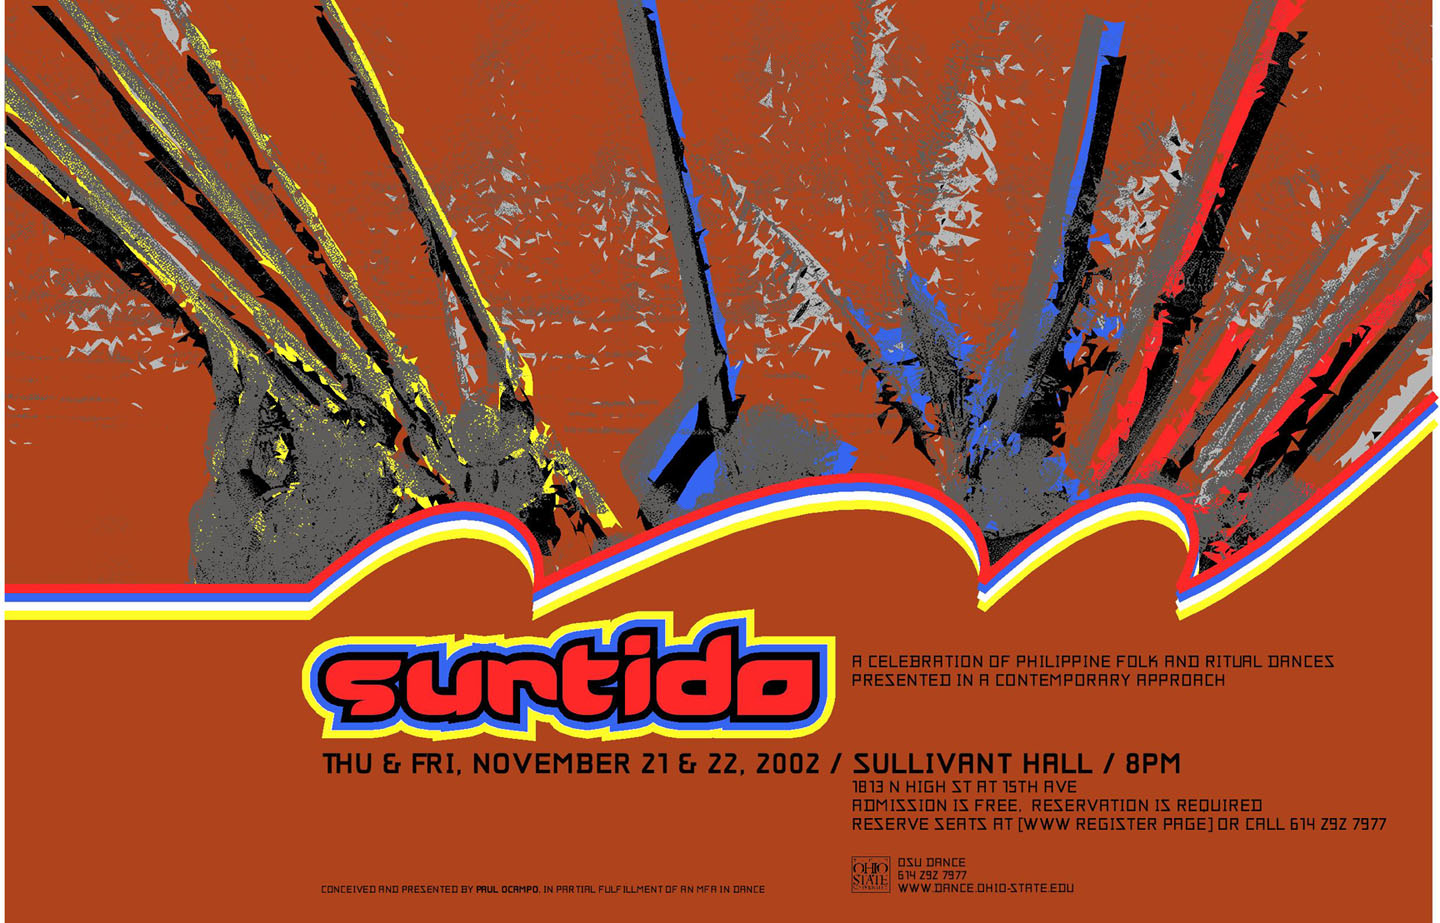 surtido
A CELEBRATION OF PHILIPPINE FOLK AND RITUAL DANCES
PRESENTED IN A CONTEMPORARY APPROACH
THU & FRI, NOVEMBER 21 & 22, 2002 / SULLIVANT HALL / 8PM
1813 N HIGH ST AT 15TH AVE
ADMISSION IS FREE, RESERVATION IS REQUIRED
RESERVE SEATS AT [WWW REGISTER PAGE] OR CALL 614 292 7977
OHIO
STATE
UNIVERSITY
OSU DANCE
614 292 7977
WWW.DANCE.OHIO-STATE.EDU
CONCEIVED AND PRESENTED BY PAUL OCAMPO. IN PARTIAL FULFILLMENT OF AN MFA IN DANCE